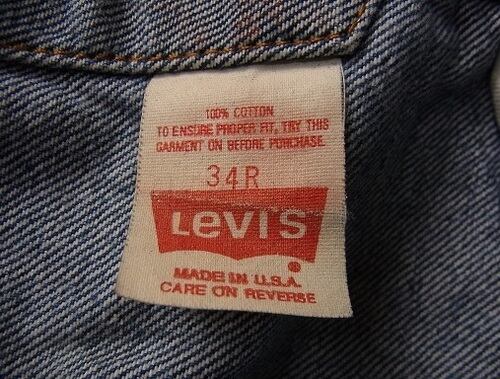 100% COTTON
TO ENSURE PROPER FIT, TRY THIS
GARMENT ON BEFORE PURCHASE.
34R
LEVI'S
MADE IN U.S.A.
CARE ON REVERSE